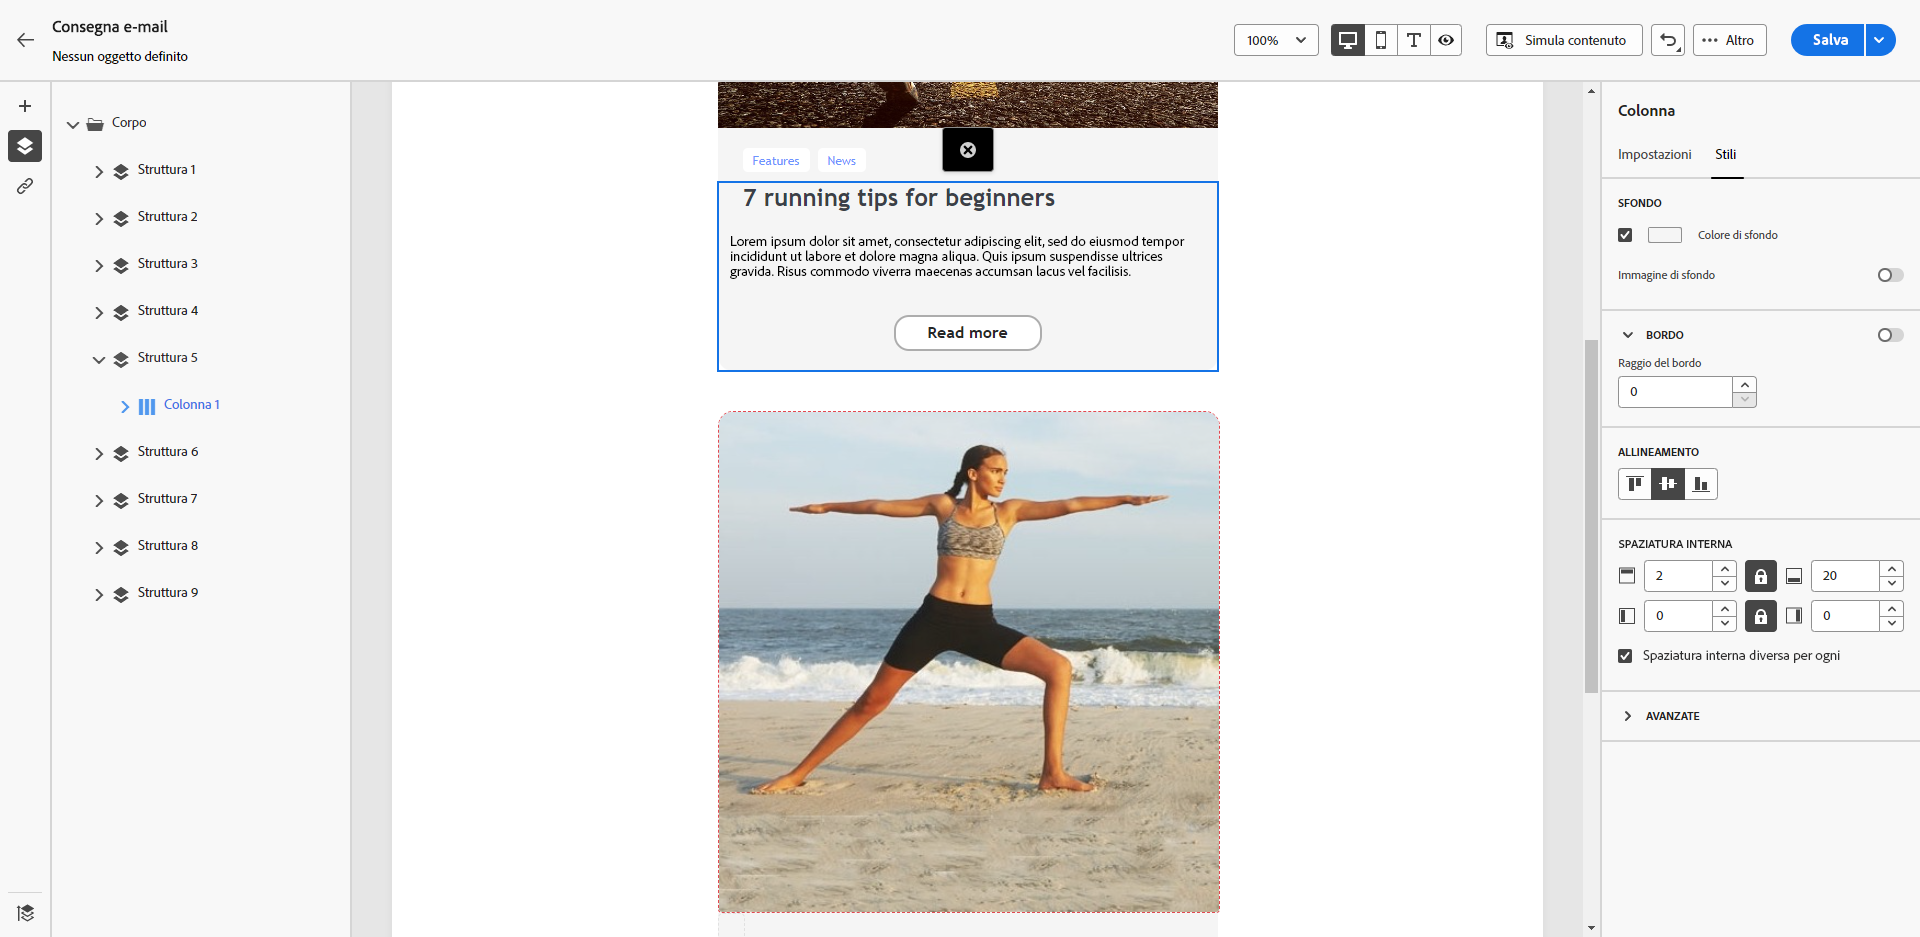 Consegna e-mail
Nessun oggetto definito
100%
Simula contenuto
Altro
Salva
Corpo
Struttura 1
Struttura 2
Struttura 3
Struttura 4
Struttura 5
Colonna 1
Struttura 6
Struttura 7
Struttura 8
Struttura 9
Features
News
7 running tips for beginners
Lorem ipsum dolor sit amet, consectetur adipiscing elit, sed do eiusmod tempor
incididunt ut labore et dolore magna aliqua. Quis ipsum suspendisse ultrices
gravida. Risus commodo viverra maecenas accumsan lacus vel facilisis.
Read more
Colonna
Impostazioni
Stili
SFONDO
Colore di sfondo
Immagine di sfondo
BORDO
Raggio del bordo
0
ALLINEAMENTO
SPAZIATURA INTERNA
2
20
0
0
Spaziatura interna diversa per ogni
AVANZATE